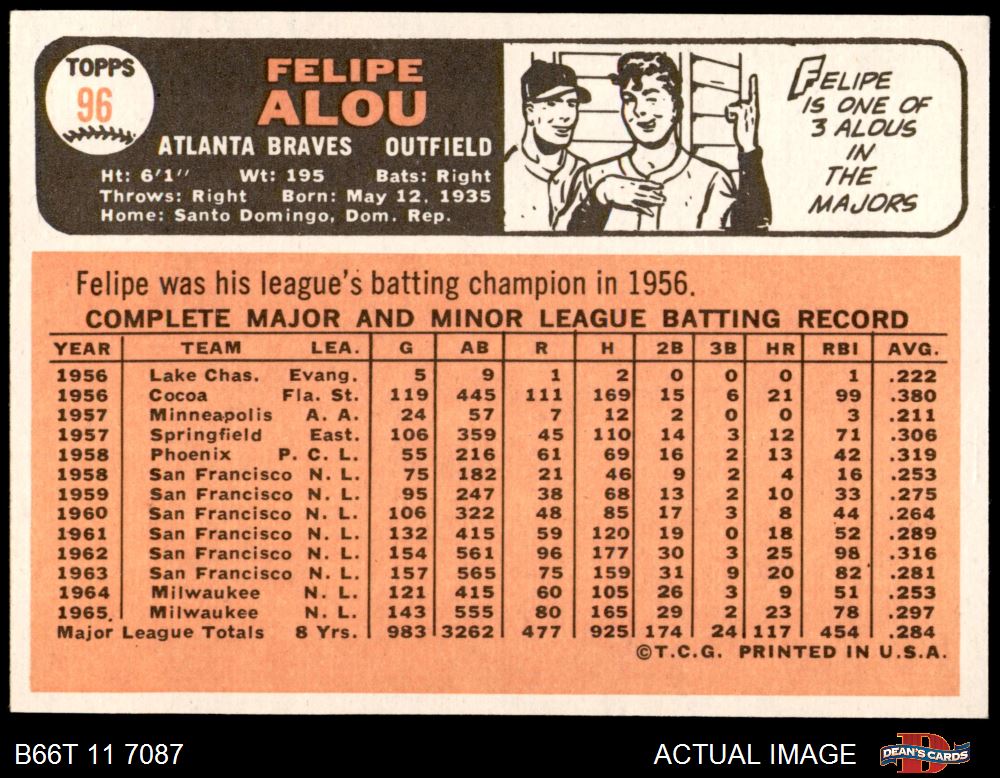 TOPPS
96
FELIPE
ALOU
ATLANTA BRAVES OUTFIELD
Ht: 6'1" Wt: 195 Bats: Right
Throws: Right Born: May 12, 1935
Home: Santo Domingo, Dom. Rep.
FELIPE
IS ONE OF
3 ALOUS
IN
THE
MAJORS
Felipe was his league's batting champion in 1956.
COMPLETE MAJOR AND MINOR LEAGUE BATTING RECORD
YEAR TEAM LEA. G AB R H 2B 3B HR RBI AVG.
1956 Lake Chas. Evang. 5 9 1 2 0 0 0 1 .222
1956 Cocoa Fla. St. 119 445 111 169 15 6 21 99 .380
1957 Minneapolis A. A. 24 57 7 12 2 0 0 3 .211
1957 Springfield East. 106 359 45 110 14 3 12 71 .306
1958 Phoenix P. C. L. 55 216 61 69 16 2 13 42 .319
1958 San Francisco N. L. 75 182 21 46 9 2 4 16 .253
1959 San Francisco N. L. 95 247 38 68 13 2 10 33 .275
1960 San Francisco N. L. 106 322 48 85 17 3 8 44 .264
1961 San Francisco N. L. 132 415 59 120 19 0 18 52 .289
1962 San Francisco N. L. 154 561 96 177 30 3 25 98 .316
1963 San Francisco N. L. 157 565 75 159 31 9 20 82 .281
1964 Milwaukee N. L. 121 415 60 105 26 3 9 51 .253
1965. Milwaukee N. L. 143 555 80 165 29 2 23 78 .297
Major League Totals 8 Yrs. 983 3262 477 925 174 24 117 454 .284
©T.C.G. PRINTED IN U.S.A.
B66T 11 7087 ACTUAL IMAGE DEAN'S CARDS